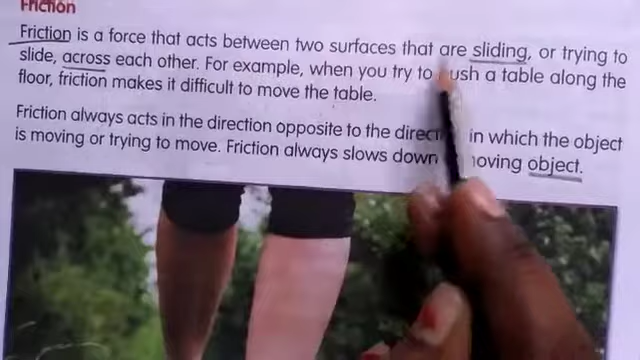 Friction
Friction is a force that acts between two surfaces that are sliding, or trying to
slide, across each other. For example, when you try to push a table along the
floor, friction makes it difficult to move the table.
Friction always acts in the direction opposite to the in which the object
is moving or trying to move. Friction always slows down moving object.